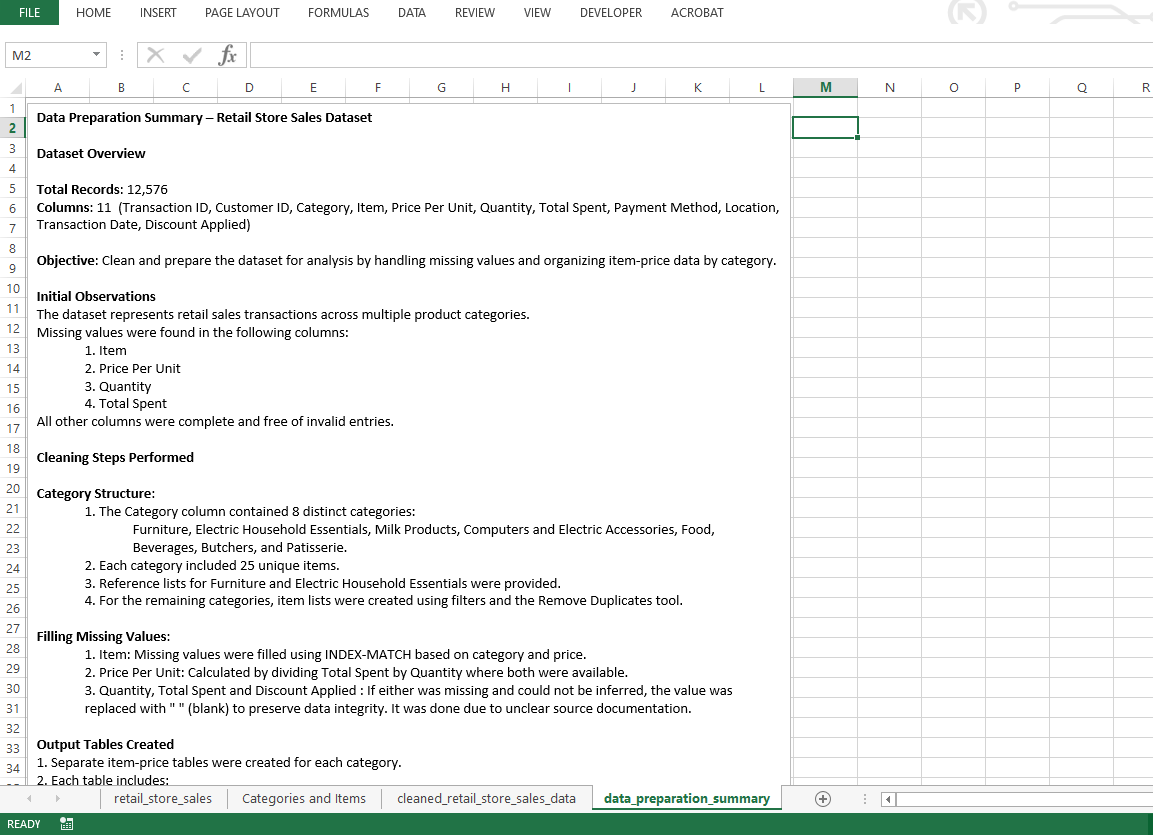 FILE HOME INSERT PAGE LAYOUT FORMULAS DATA REVIEW VIEW DEVELOPER ACROBAT
M2 fx
A B C D E F G H I J K L M N O P Q R
1
Data Preparation Summary – Retail Store Sales Dataset
2
3
Dataset Overview
4
5
Total Records: 12,576
6
Columns: 11 (Transaction ID, Customer ID, Category, Item, Price Per Unit, Quantity, Total Spent, Payment Method, Location,
7
Transaction Date, Discount Applied)
8
9
Objective: Clean and prepare the dataset for analysis by handling missing values and organizing item-price data by category.
10
Initial Observations
11
The dataset represents retail sales transactions across multiple product categories.
12
Missing values were found in the following columns:
13
1. Item
14
2. Price Per Unit
15
3. Quantity
16
4. Total Spent
17
All other columns were complete and free of invalid entries.
18
Cleaning Steps Performed
19
20
Category Structure:
21
1. The Category column contained 8 distinct categories:
22
Furniture, Electric Household Essentials, Milk Products, Computers and Electric Accessories, Food,
23
Beverages, Butchers, and Patisserie.
24
2. Each category included 25 unique items.
25
3. Reference lists for Furniture and Electric Household Essentials were provided.
26
4. For the remaining categories, item lists were created using filters and the Remove Duplicates tool.
27
Filling Missing Values:
28
1. Item: Missing values were filled using INDEX-MATCH based on category and price.
29
2. Price Per Unit: Calculated by dividing Total Spent by Quantity where both were available.
30
3. Quantity, Total Spent and Discount Applied : If either was missing and could not be inferred, the value was
31
replaced with " " (blank) to preserve data integrity. It was done due to unclear source documentation.
32
33
Output Tables Created
34
1. Separate item-price tables were created for each category.
2. Each table includes:
retail_store_sales Categories and Items cleaned_retail_store_sales_data data_preparation_summary
READY